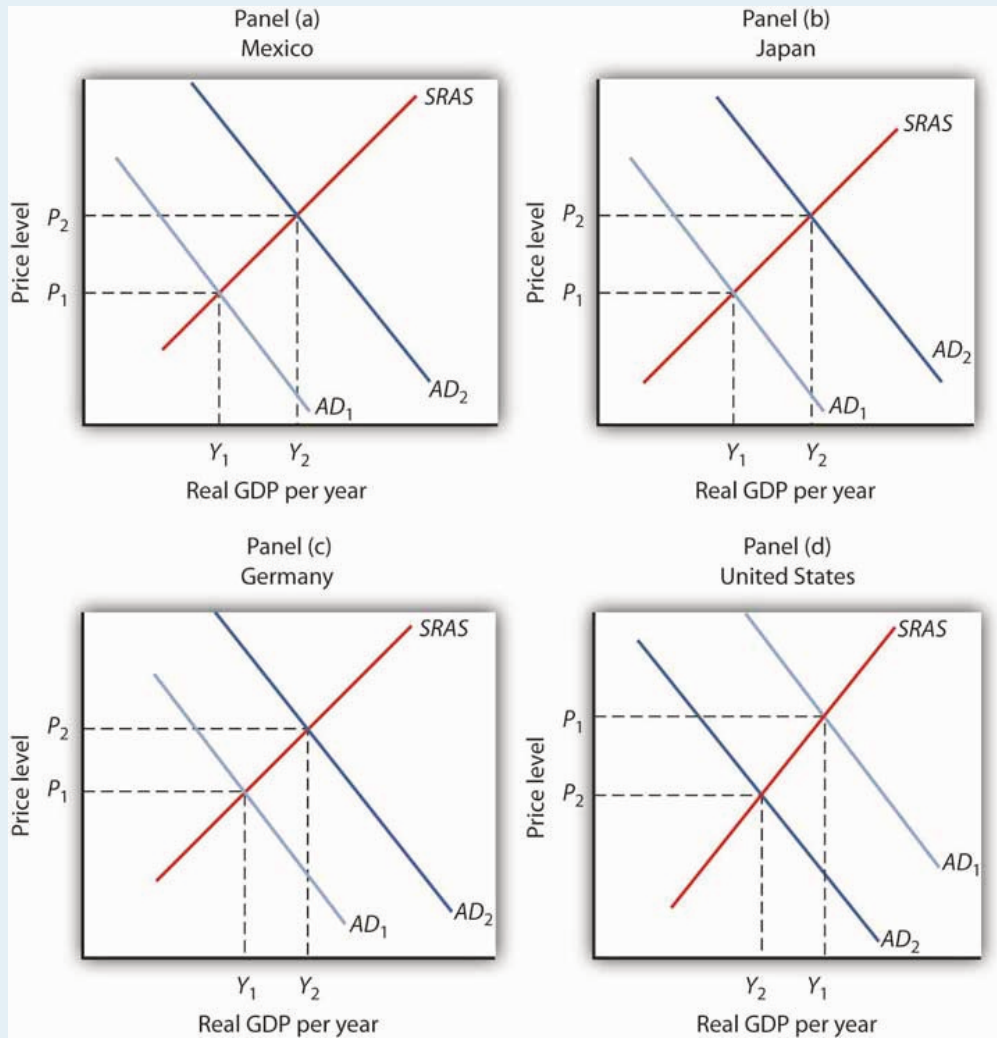 Panel (a)
Mexico
SRAS
P2
P1
AD1
AD2
Y1 Y2
Price level
Real GDP per year
Panel (b)
Japan
SRAS
P2
P1
AD2
AD1
Y1 Y2
Price level
Real GDP per year
Panel (c)
Germany
SRAS
P2
P1
AD1
AD2
Y1 Y2
Price level
Real GDP per year
Panel (d)
United States
SRAS
P1
P2
AD1
AD2
Y2 Y1
Price level
Real GDP per year